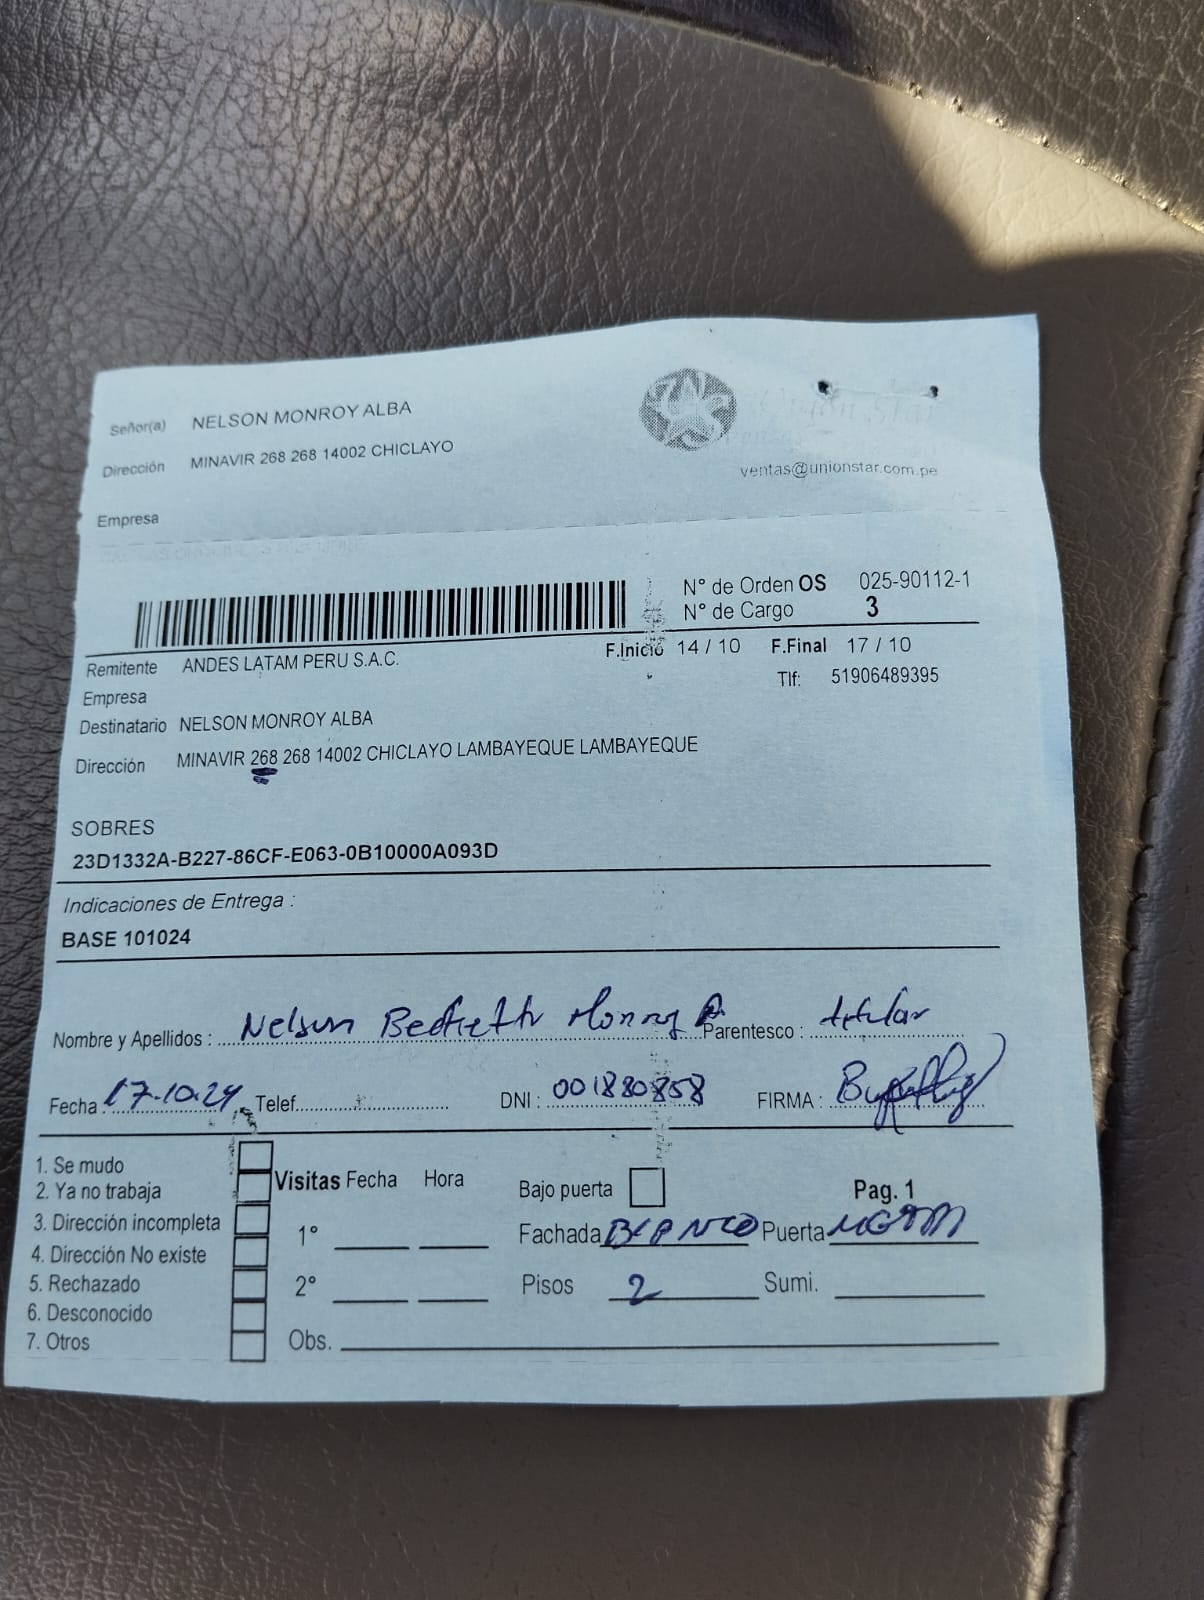 Señor(a) NELSON MONROY ALBA
Dirección MINAVIR 268 268 14002 CHICLAYO
ventas@unionstar.com.pe
Empresa
N° de Orden OS 025-90112-1
N° de Cargo 3
F.Inicio 14 / 10 F.Final 17 / 10
Remitente ANDES LATAM PERU S.A.C.
Tlf: 51906489395
Empresa
Destinatario NELSON MONROY ALBA
Dirección MINAVIR 268 268 14002 CHICLAYO LAMBAYEQUE LAMBAYEQUE
SOBRES
23D1332A-B227-86CF-E063-0B10000A093D
Indicaciones de Entrega :
BASE 101024
Nombre y Apellidos : Nelson Monroy A Parentesco : titular
Fecha 17-10-24 Telef. DNI : 001880858 FIRMA :
1. Se mudo
2. Ya no trabaja
3. Dirección incompleta
4. Dirección No existe
5. Rechazado
6. Desconocido
7. Otros
Visitas Fecha Hora
1°
2°
Obs.
Bajo puerta Pag. 1
Fachada BLANCO Puerta
Pisos 2 Sumi.